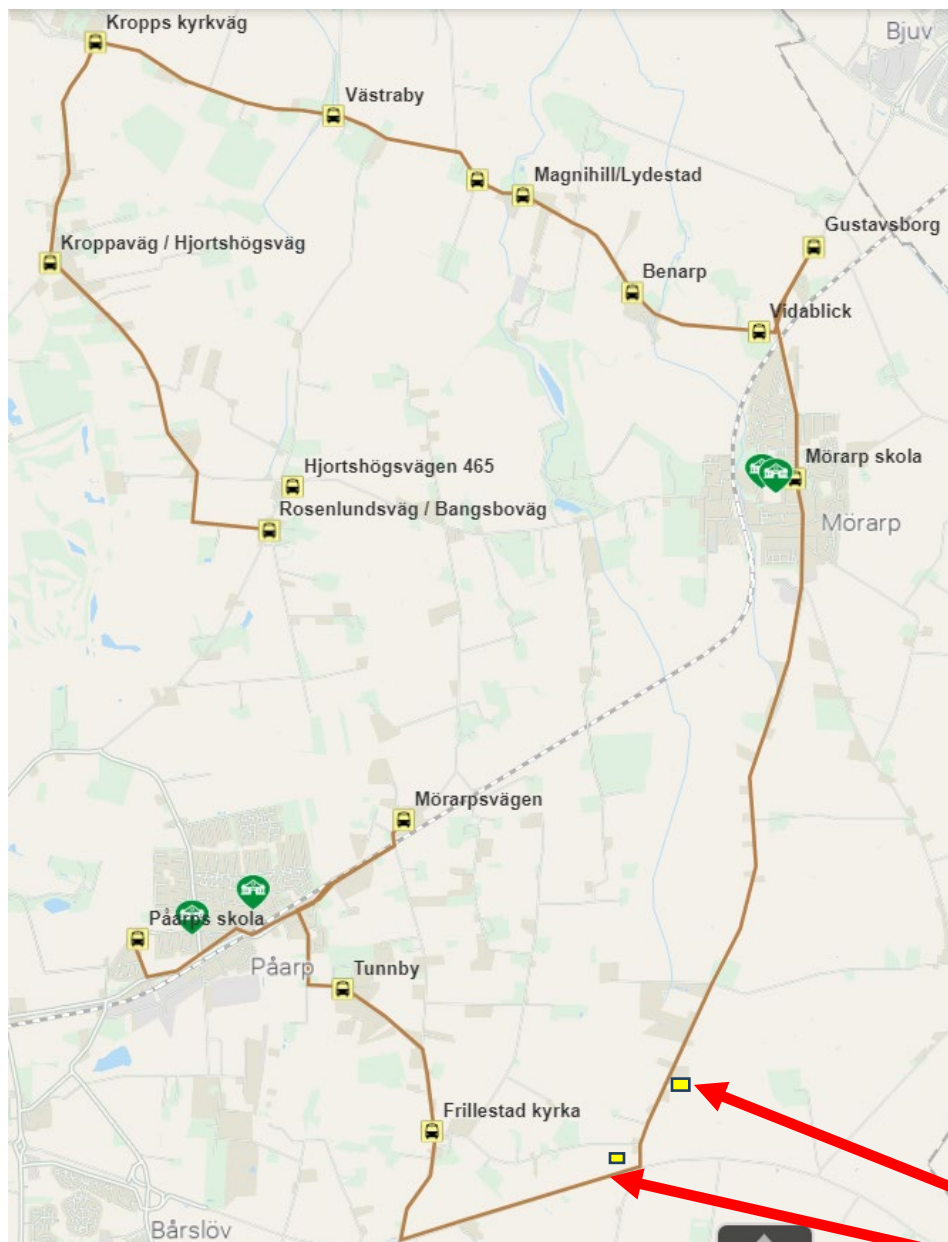 Kropps kyrkväg
Bjuv
Västraby
Magnihill/Lydestad
Gustavsborg
Kroppaväg / Hjortshögsväg
Benarp
Vidablick
Hjortshögsvägen 465
Mörarp skola
Rosenlundsväg / Bangsboväg
Mörarp
Mörarpsvägen
Påarps skola
Påarp
Tunnby
Frillestad kyrka
Bårslöv